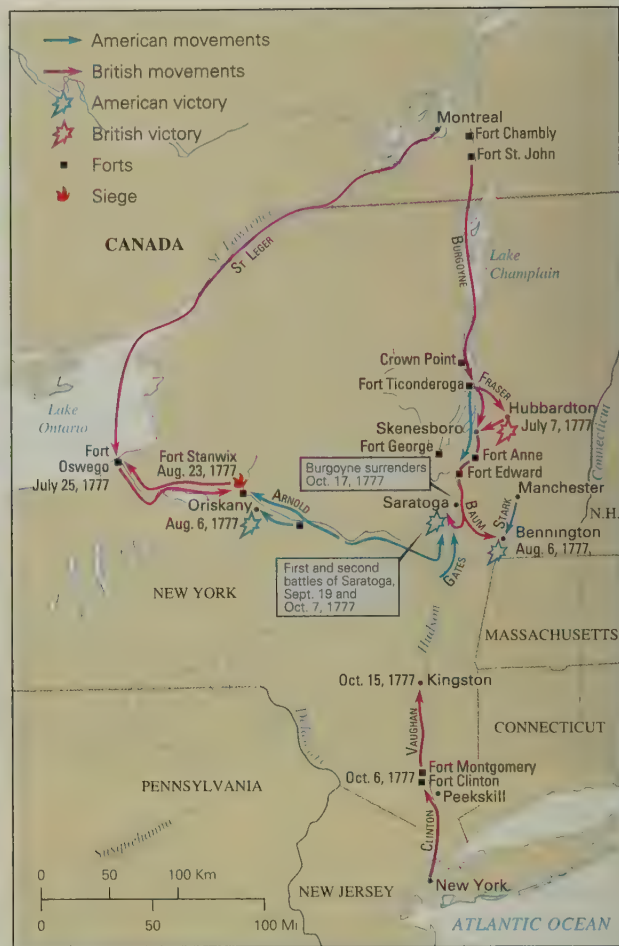 American movements
British movements
American victory
British victory
Forts
Siege
Montreal
Fort Chambly
Fort St. John
CANADA
St Lawrence
ST LEGER
BURGOYNE
Lake
Champlain
Crown Point
Fort Ticonderoga
FRASER
Hubbardton
July 7, 1777
Lake
Ontario
Skenesboro
Fort George
Fort Anne
Fort Edward
Connecticut
Fort
Oswego
July 25, 1777
Fort Stanwix
Aug. 23, 1777
Burgoyne surrenders
Oct. 17, 1777
Manchester
Oriskany
Aug. 6, 1777
ARNOLD
Saratoga
BAUM
STARK
N.H.
Bennington
Aug. 6, 1777,
GATES
First and second
battles of Saratoga,
Sept. 19 and
Oct. 7, 1777
NEW YORK
Hudson
MASSACHUSETTS
Oct. 15, 1777
Kingston
VAUGHAN
CONNECTICUT
Delaware
Oct. 6, 1777
Fort Montgomery
Fort Clinton
Peekskill
PENNSYLVANIA
CLINTON
Susquehanna
0 50 100 Km
0 50 100 Mi
NEW JERSEY
New York
ATLANTIC OCEAN